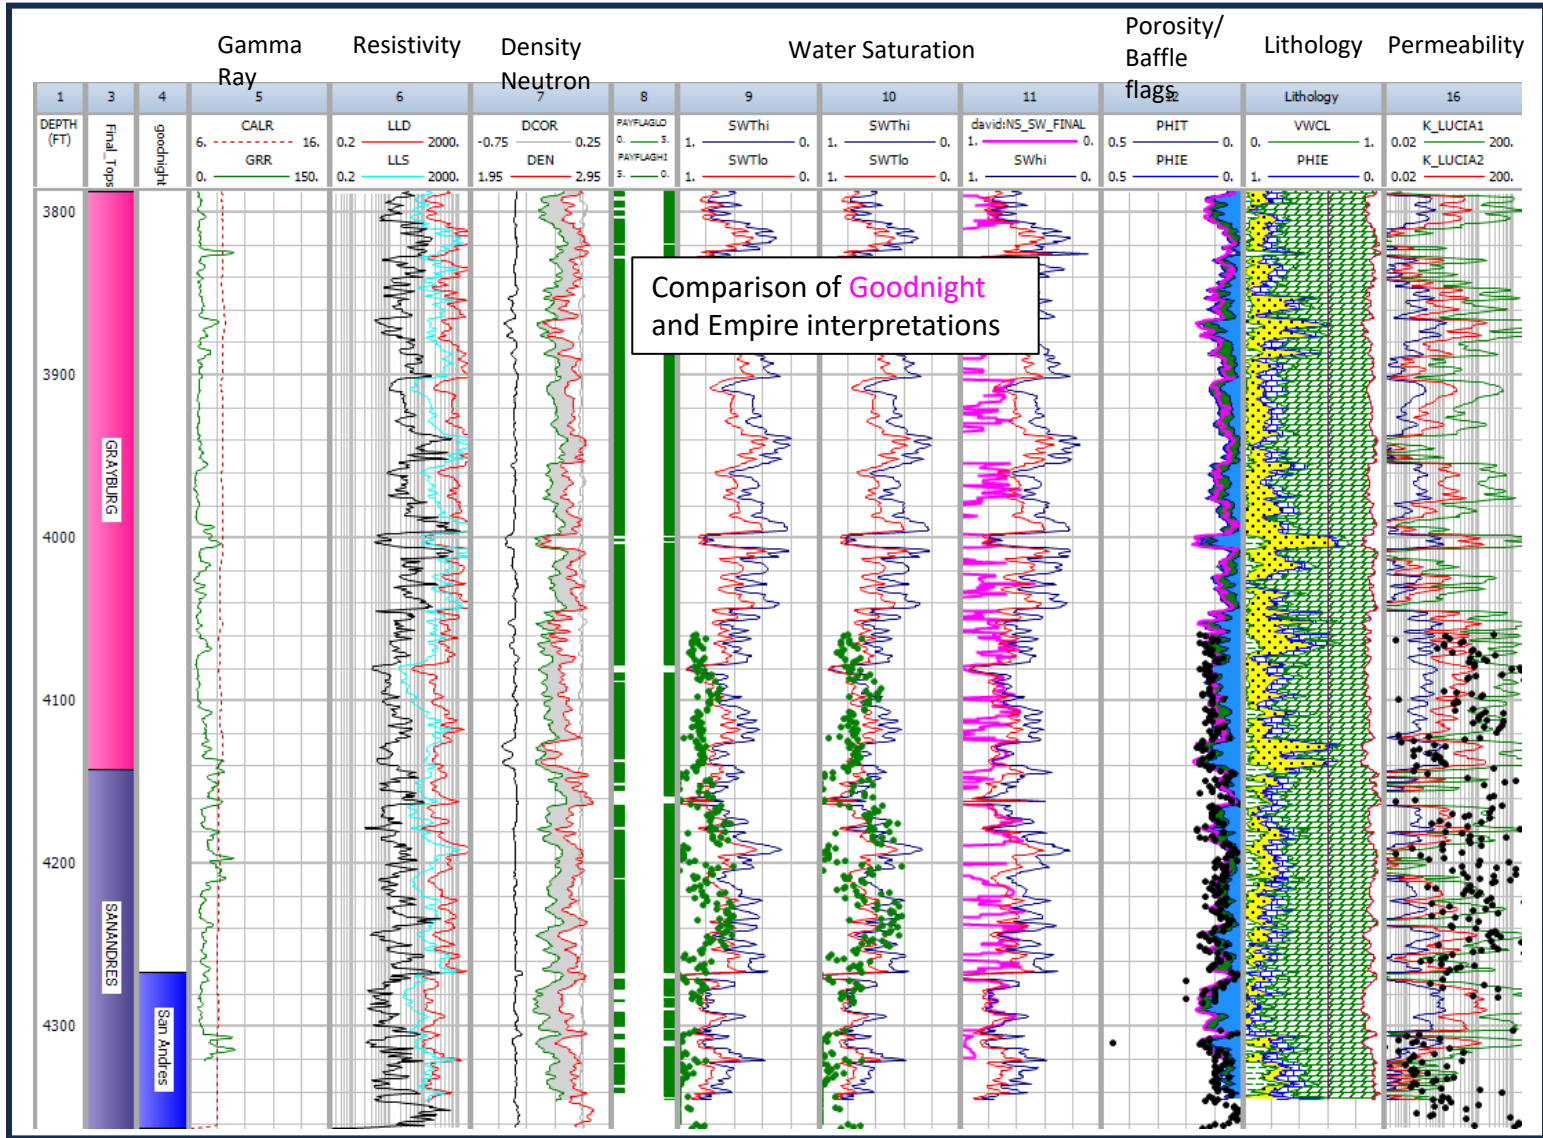 Gamma
Ray
Resistivity
Density
Neutron
Water Saturation
Porosity/
Baffle
flags
Lithology
Permeability
1 3 4 5 6 7 8 9 10 11 12 Lithology 16
DEPTH
(FT)
Final_Tops
goodnight
CALR
6. 16.
GRR
0. 150.
LLD
0.2 2000.
LLS
0.2 2000.
DCOR
-0.75 0.25
DEN
1.95 2.95
PAYFLAGLO
0. 5.
PAYFLAGHI
5. 0.
SWThi
1. 0.
SWTlo
1. 0.
SWThi
1. 0.
SWTlo
1. 0.
david:NS_SW_FINAL
1. 0.
SWhi
1. 0.
PHIT
0.5 0.
PHIE
0.5 0.
VWCL
0. 1.
PHIE
1. 0.
K_LUCIA1
0.02 200.
K_LUCIA2
0.02 200.
3800
Comparison of Goodnight
and Empire interpretations
3900
GRAYBURG
4000
4100
4200
SANANDRES
4300
San Andres